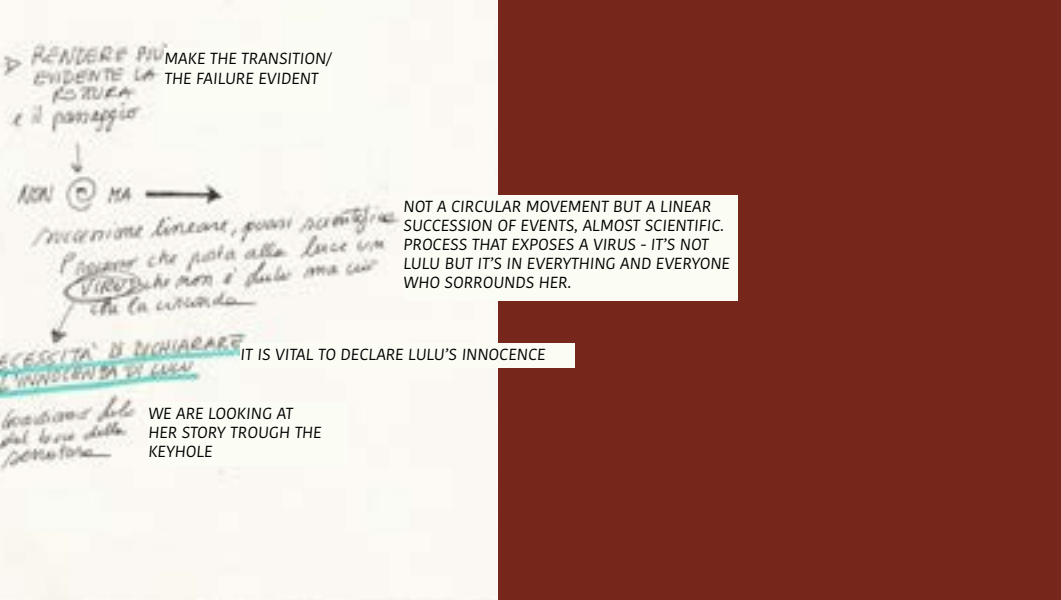 RENDERE PIÙ
EVIDENTE LA
ROTTURA
e il passaggio
MAKE THE TRANSITION/
THE FAILURE EVIDENT
NON MA
successione lineare, quasi scientifica
Processo che porta alla luce un
VIRUS che non è Lulu ma ciò
che la circonda
NOT A CIRCULAR MOVEMENT BUT A LINEAR
SUCCESSION OF EVENTS, ALMOST SCIENTIFIC.
PROCESS THAT EXPOSES A VIRUS - IT'S NOT
LULU BUT IT'S IN EVERYTHING AND EVERYONE
WHO SORROUNDS HER.
ECESSITA' DI DICHIARARE
L'INNOCENZA DI LULU
IT IS VITAL TO DECLARE LULU'S INNOCENCE
dal buco della
serratura
WE ARE LOOKING AT
HER STORY TROUGH THE
KEYHOLE